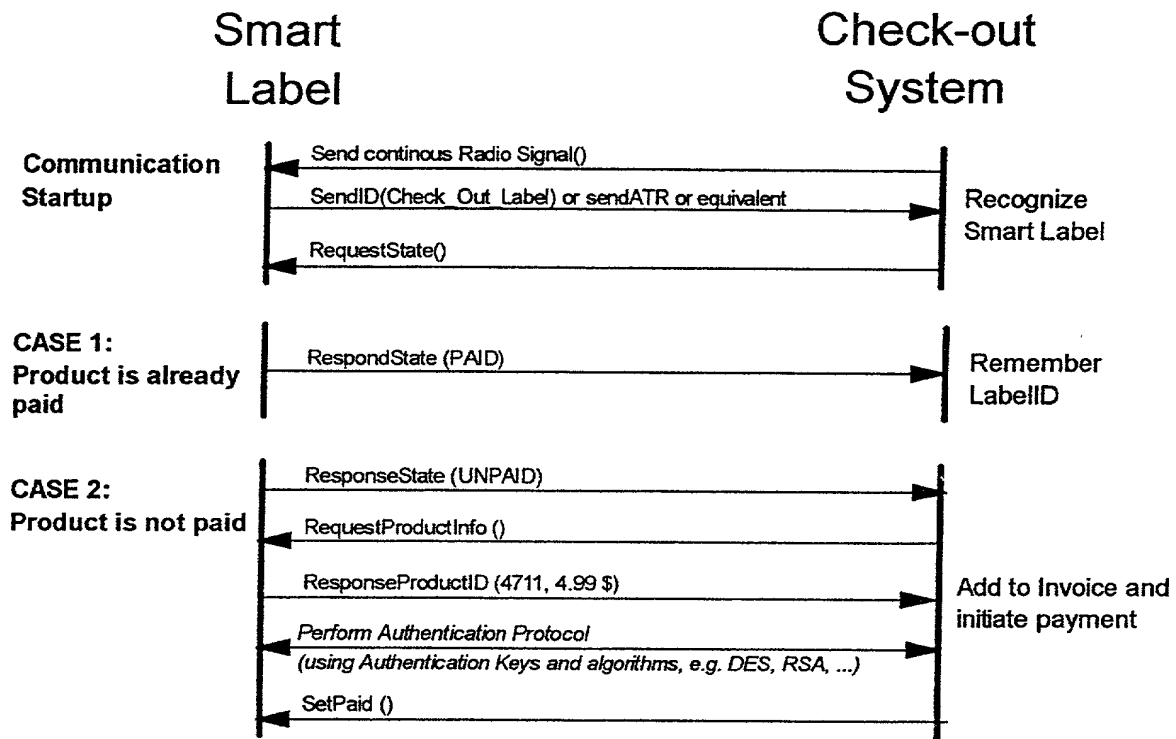 Smart
Label
Check-out
System
Communication
Startup
Send continous Radio Signal()
SendID(Check_Out_Label) or sendATR or equivalent
RequestState()
Recognize
Smart Label
CASE 1:
Product is already
paid
RespondState (PAID)
Remember
LabelID
CASE 2:
Product is not paid
ResponseState (UNPAID)
RequestProductInfo ()
ResponseProductID (4711, 4.99 $)
Perform Authentication Protocol
(using Authentication Keys and algorithms, e.g. DES, RSA, ...)
SetPaid ()
Add to Invoice and
initiate payment